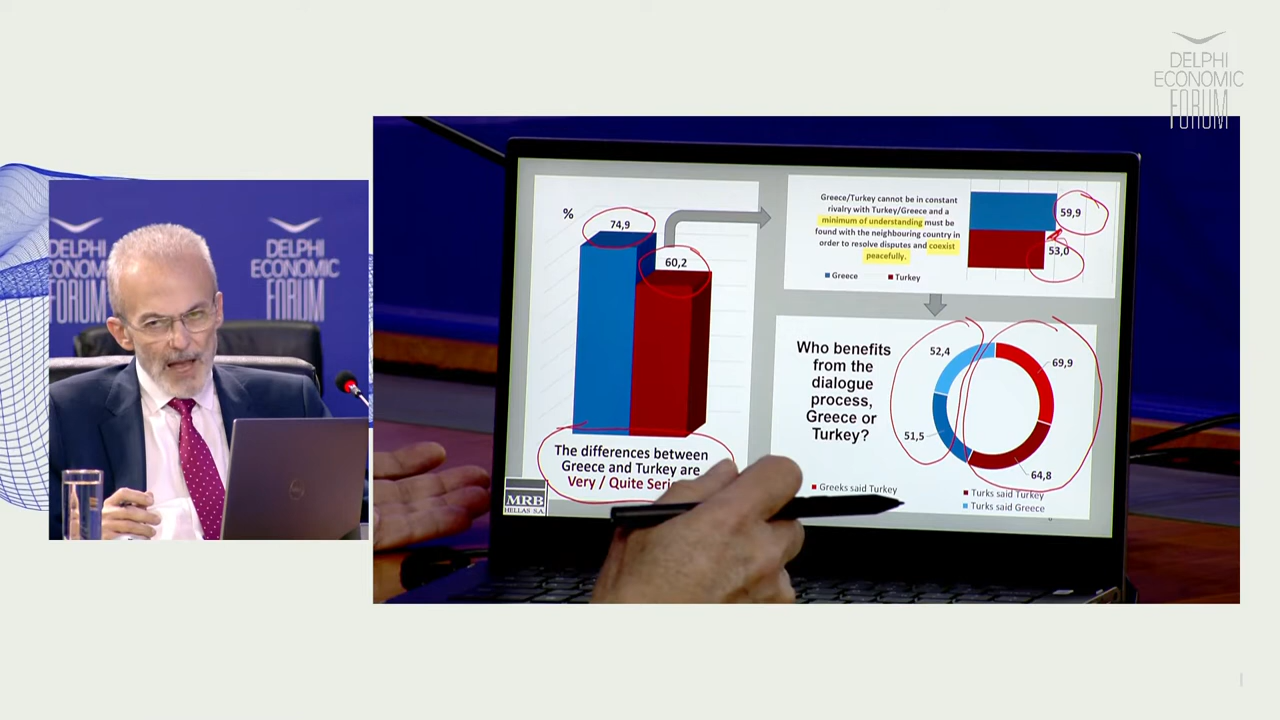 DELPHI
ECONOMIC
FORUM
DELPHI
ECONOMIC
FORUM
DELPHI
ECONOMIC
FORUM
DELL
%
74,9
60,2
The differences between
Greece and Turkey are
Very / Quite
MRB
HELLAS S.A.
Greece/Turkey cannot be in constant
rivalry with Turkey/Greece and a
minimum of understanding must be
found with the neighbouring country in
order to resolve disputes and coexist
peacefully.
Greece
Turkey
59,9
53,0
Who benefits
from the
dialogue
process,
Greece or
Turkey?
52,4
69,9
51,5
64,8
Greeks said Turkey
Turks said Turkey
Turks said Greece